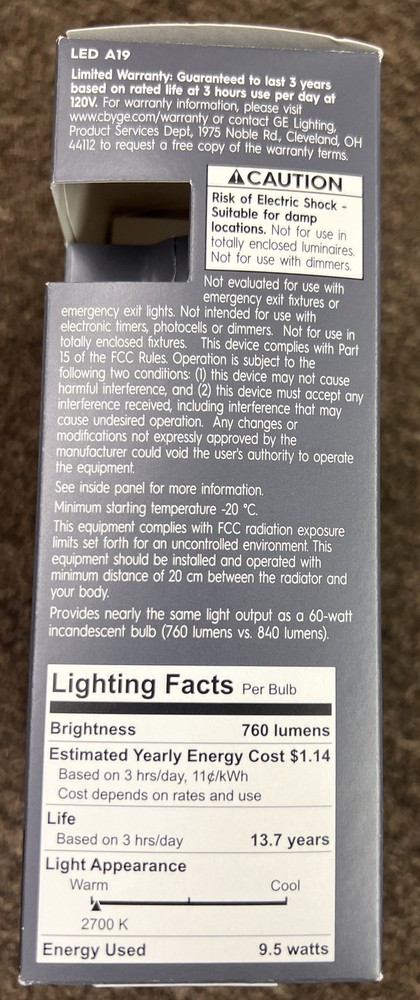 LED A19
Limited Warranty: Guaranteed to last 3 years
based on rated life at 3 hours use per day at
120V. For warranty information, please visit
www.cbyge.com/warranty or contact GE Lighting,
Product Services Dept, 1975 Noble Rd., Cleveland, OH
44112 to request a free copy of the warranty terms.
⚠CAUTION
Risk of Electric Shock -
Suitable for damp
locations. Not for use in
totally enclosed luminaires.
Not for use with dimmers.
Not evaluated for use with
emergency exit fixtures or
emergency exit lights. Not intended for use with
electronic timers, photocells or dimmers. Not for use in
totally enclosed fixtures. This device complies with Part
15 of the FCC Rules. Operation is subject to the
following two conditions: (1) this device may not cause
harmful interference, and (2) this device must accept any
interference received, including interference that may
cause undesired operation. Any changes or
modifications not expressly approved by the
manufacturer could void the user's authority to operate
the equipment.
See inside panel for more information.
Minimum starting temperature -20 °C.
This equipment complies with FCC radiation exposure
limits set forth for an uncontrolled environment. This
equipment should be installed and operated with
minimum distance of 20 cm between the radiator and
your body.
Provides nearly the same light output as a 60-watt
incandescent bulb (760 lumens vs. 840 lumens).
Lighting Facts Per Bulb
Brightness 760 lumens
Estimated Yearly Energy Cost $1.14
Based on 3 hrs/day, 11¢/kWh
Cost depends on rates and use
Life
Based on 3 hrs/day 13.7 years
Light Appearance
Warm Cool
2700 K
Energy Used 9.5 watts